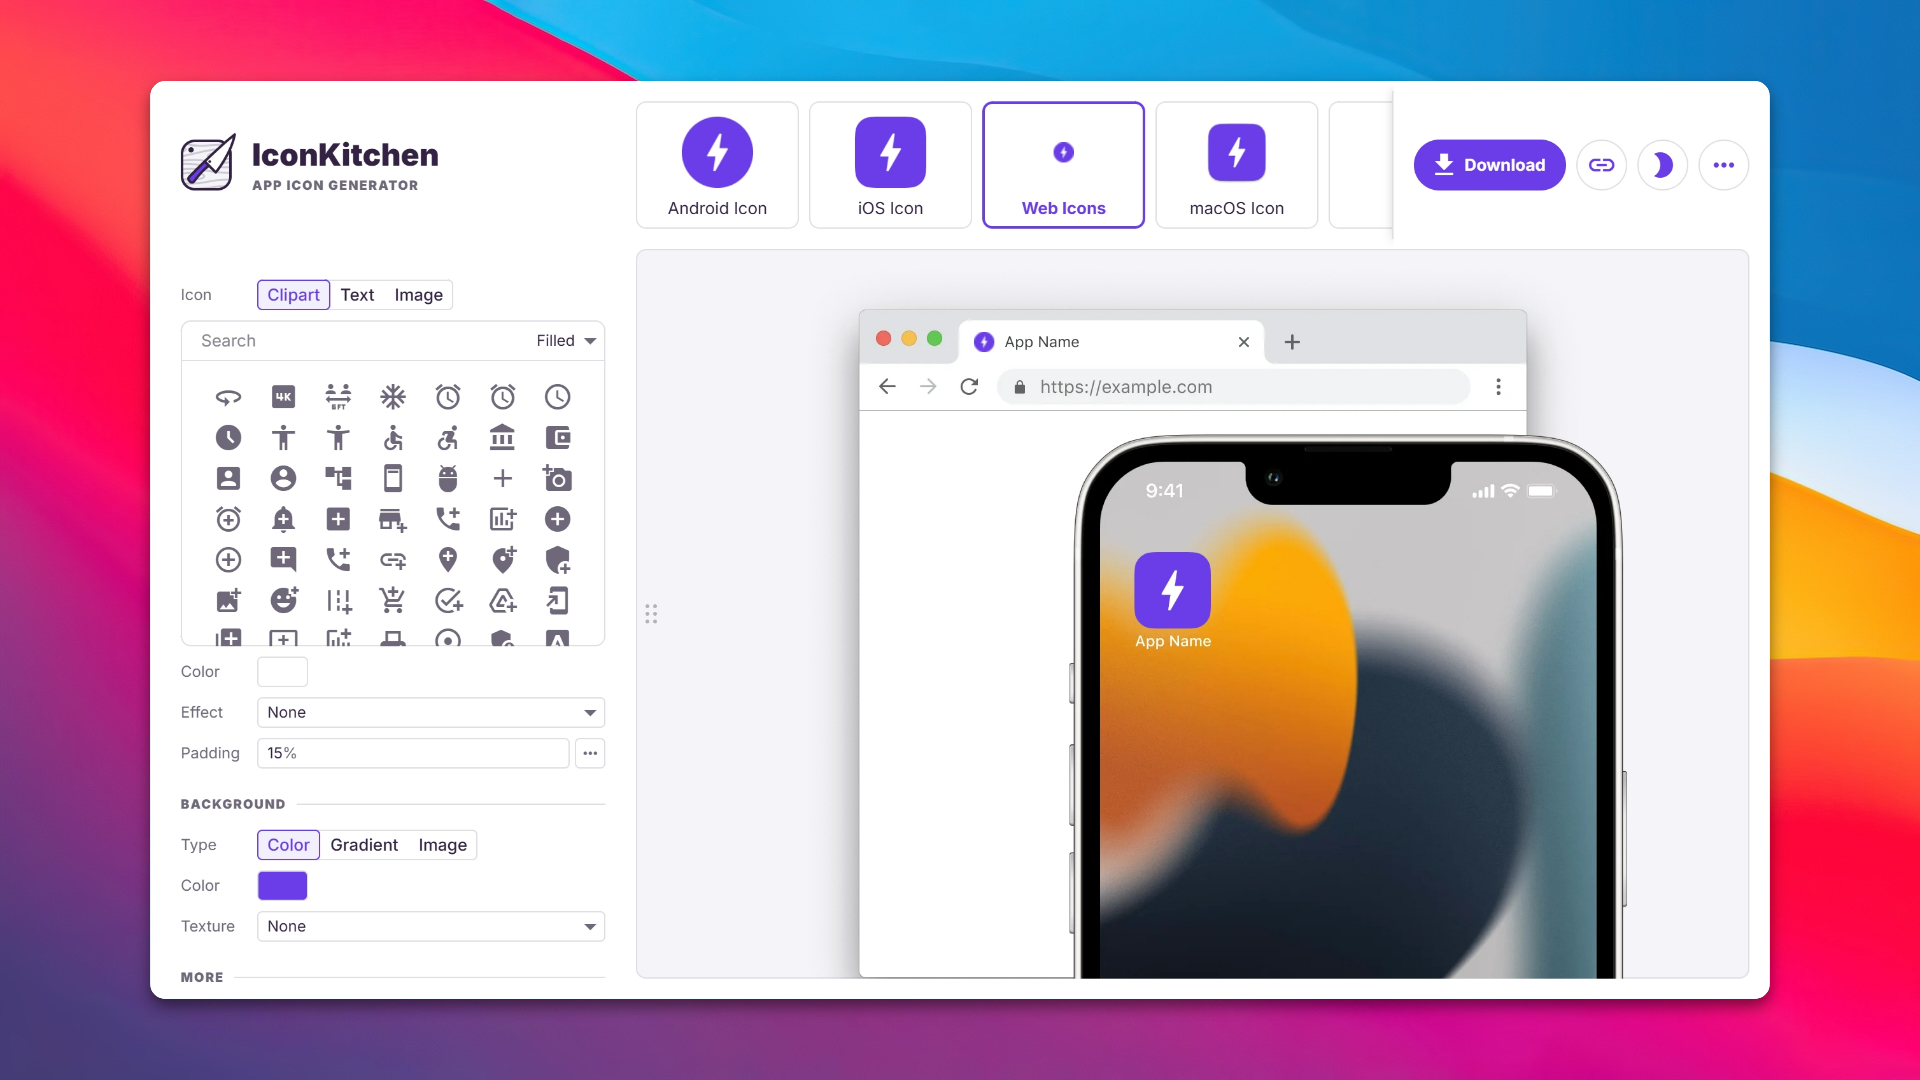 IconKitchen
APP ICON GENERATOR
Android Icon
iOS Icon
Web Icons
macOS Icon
Download
Icon
Clipart
Text
Image
Search
Filled
4K
BFT
Color
Effect
None
Padding
15%
BACKGROUND
Type
Color
Gradient
Image
Color
Texture
None
MORE
App Name
https://example.com
9:41
App Name